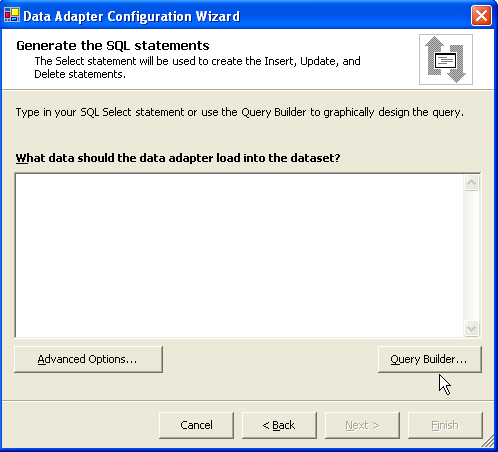 Data Adapter Configuration Wizard
Generate the SQL statements
The Select statement will be used to create the Insert, Update, and
Delete statements.
Type in your SQL Select statement or use the Query Builder to graphically design the query.
What data should the data adapter load into the dataset?
Advanced Options...
Query Builder...
Cancel
< Back
Next >
Finish